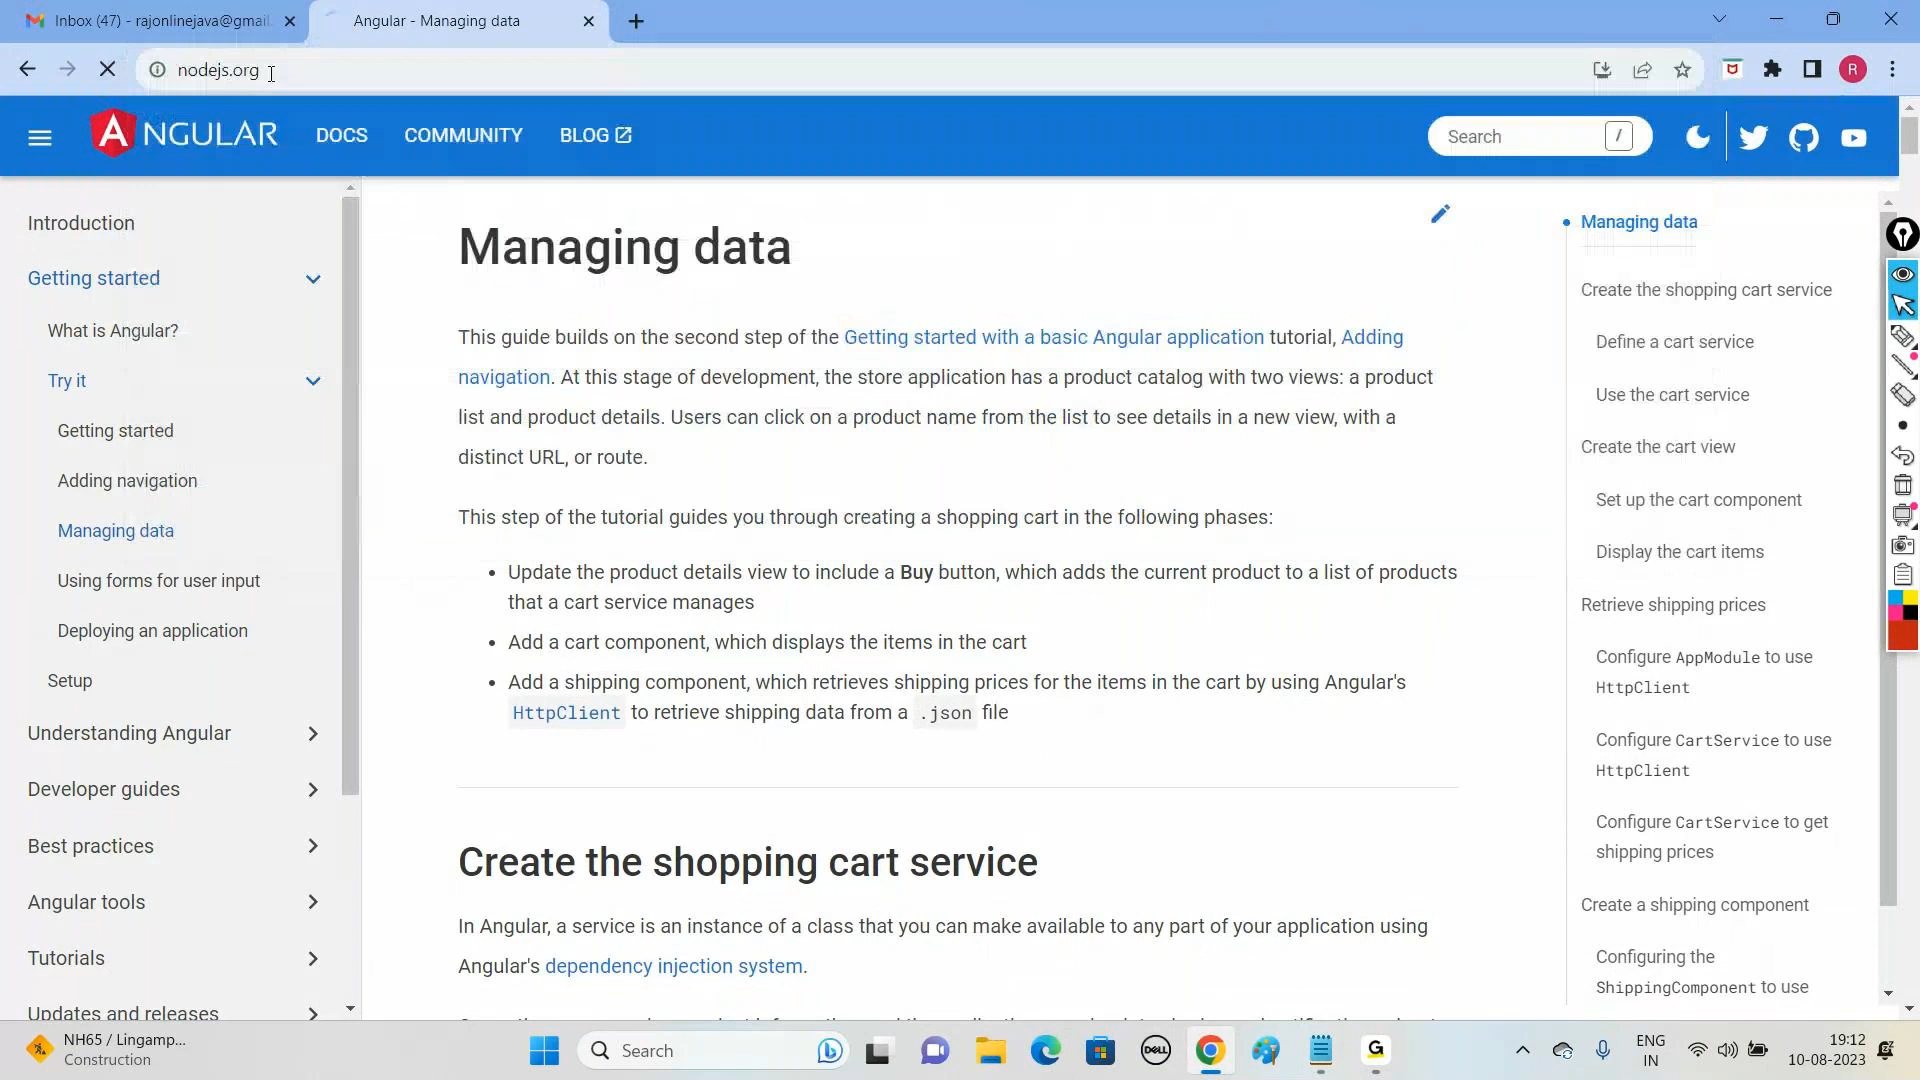 Inbox (47) - rajonlinejava@gmail
Angular - Managing data
nodejs.org
R
ANGULAR
DOCS
COMMUNITY
BLOG
Search
/
Introduction
Getting started
What is Angular?
Try it
Getting started
Adding navigation
Managing data
Using forms for user input
Deploying an application
Setup
Understanding Angular
Developer guides
Best practices
Angular tools
Tutorials
Updates and releases
Managing data
This guide builds on the second step of the Getting started with a basic Angular application tutorial, Adding
navigation. At this stage of development, the store application has a product catalog with two views: a product
list and product details. Users can click on a product name from the list to see details in a new view, with a
distinct URL, or route.
This step of the tutorial guides you through creating a shopping cart in the following phases:
• Update the product details view to include a Buy button, which adds the current product to a list of products
that a cart service manages
• Add a cart component, which displays the items in the cart
• Add a shipping component, which retrieves shipping prices for the items in the cart by using Angular's
HttpClient to retrieve shipping data from a .json file
Create the shopping cart service
In Angular, a service is an instance of a class that you can make available to any part of your application using
Angular's dependency injection system.
Managing data
Create the shopping cart service
Define a cart service
Use the cart service
Create the cart view
Set up the cart component
Display the cart items
Retrieve shipping prices
Configure AppModule to use
HttpClient
Configure CartService to use
HttpClient
Configure CartService to get
shipping prices
Create a shipping component
Configuring the
ShippingComponent to use
NH65 / Lingamp...
Construction
Search
DELL
G
ENG
IN
19:12
10-08-2023